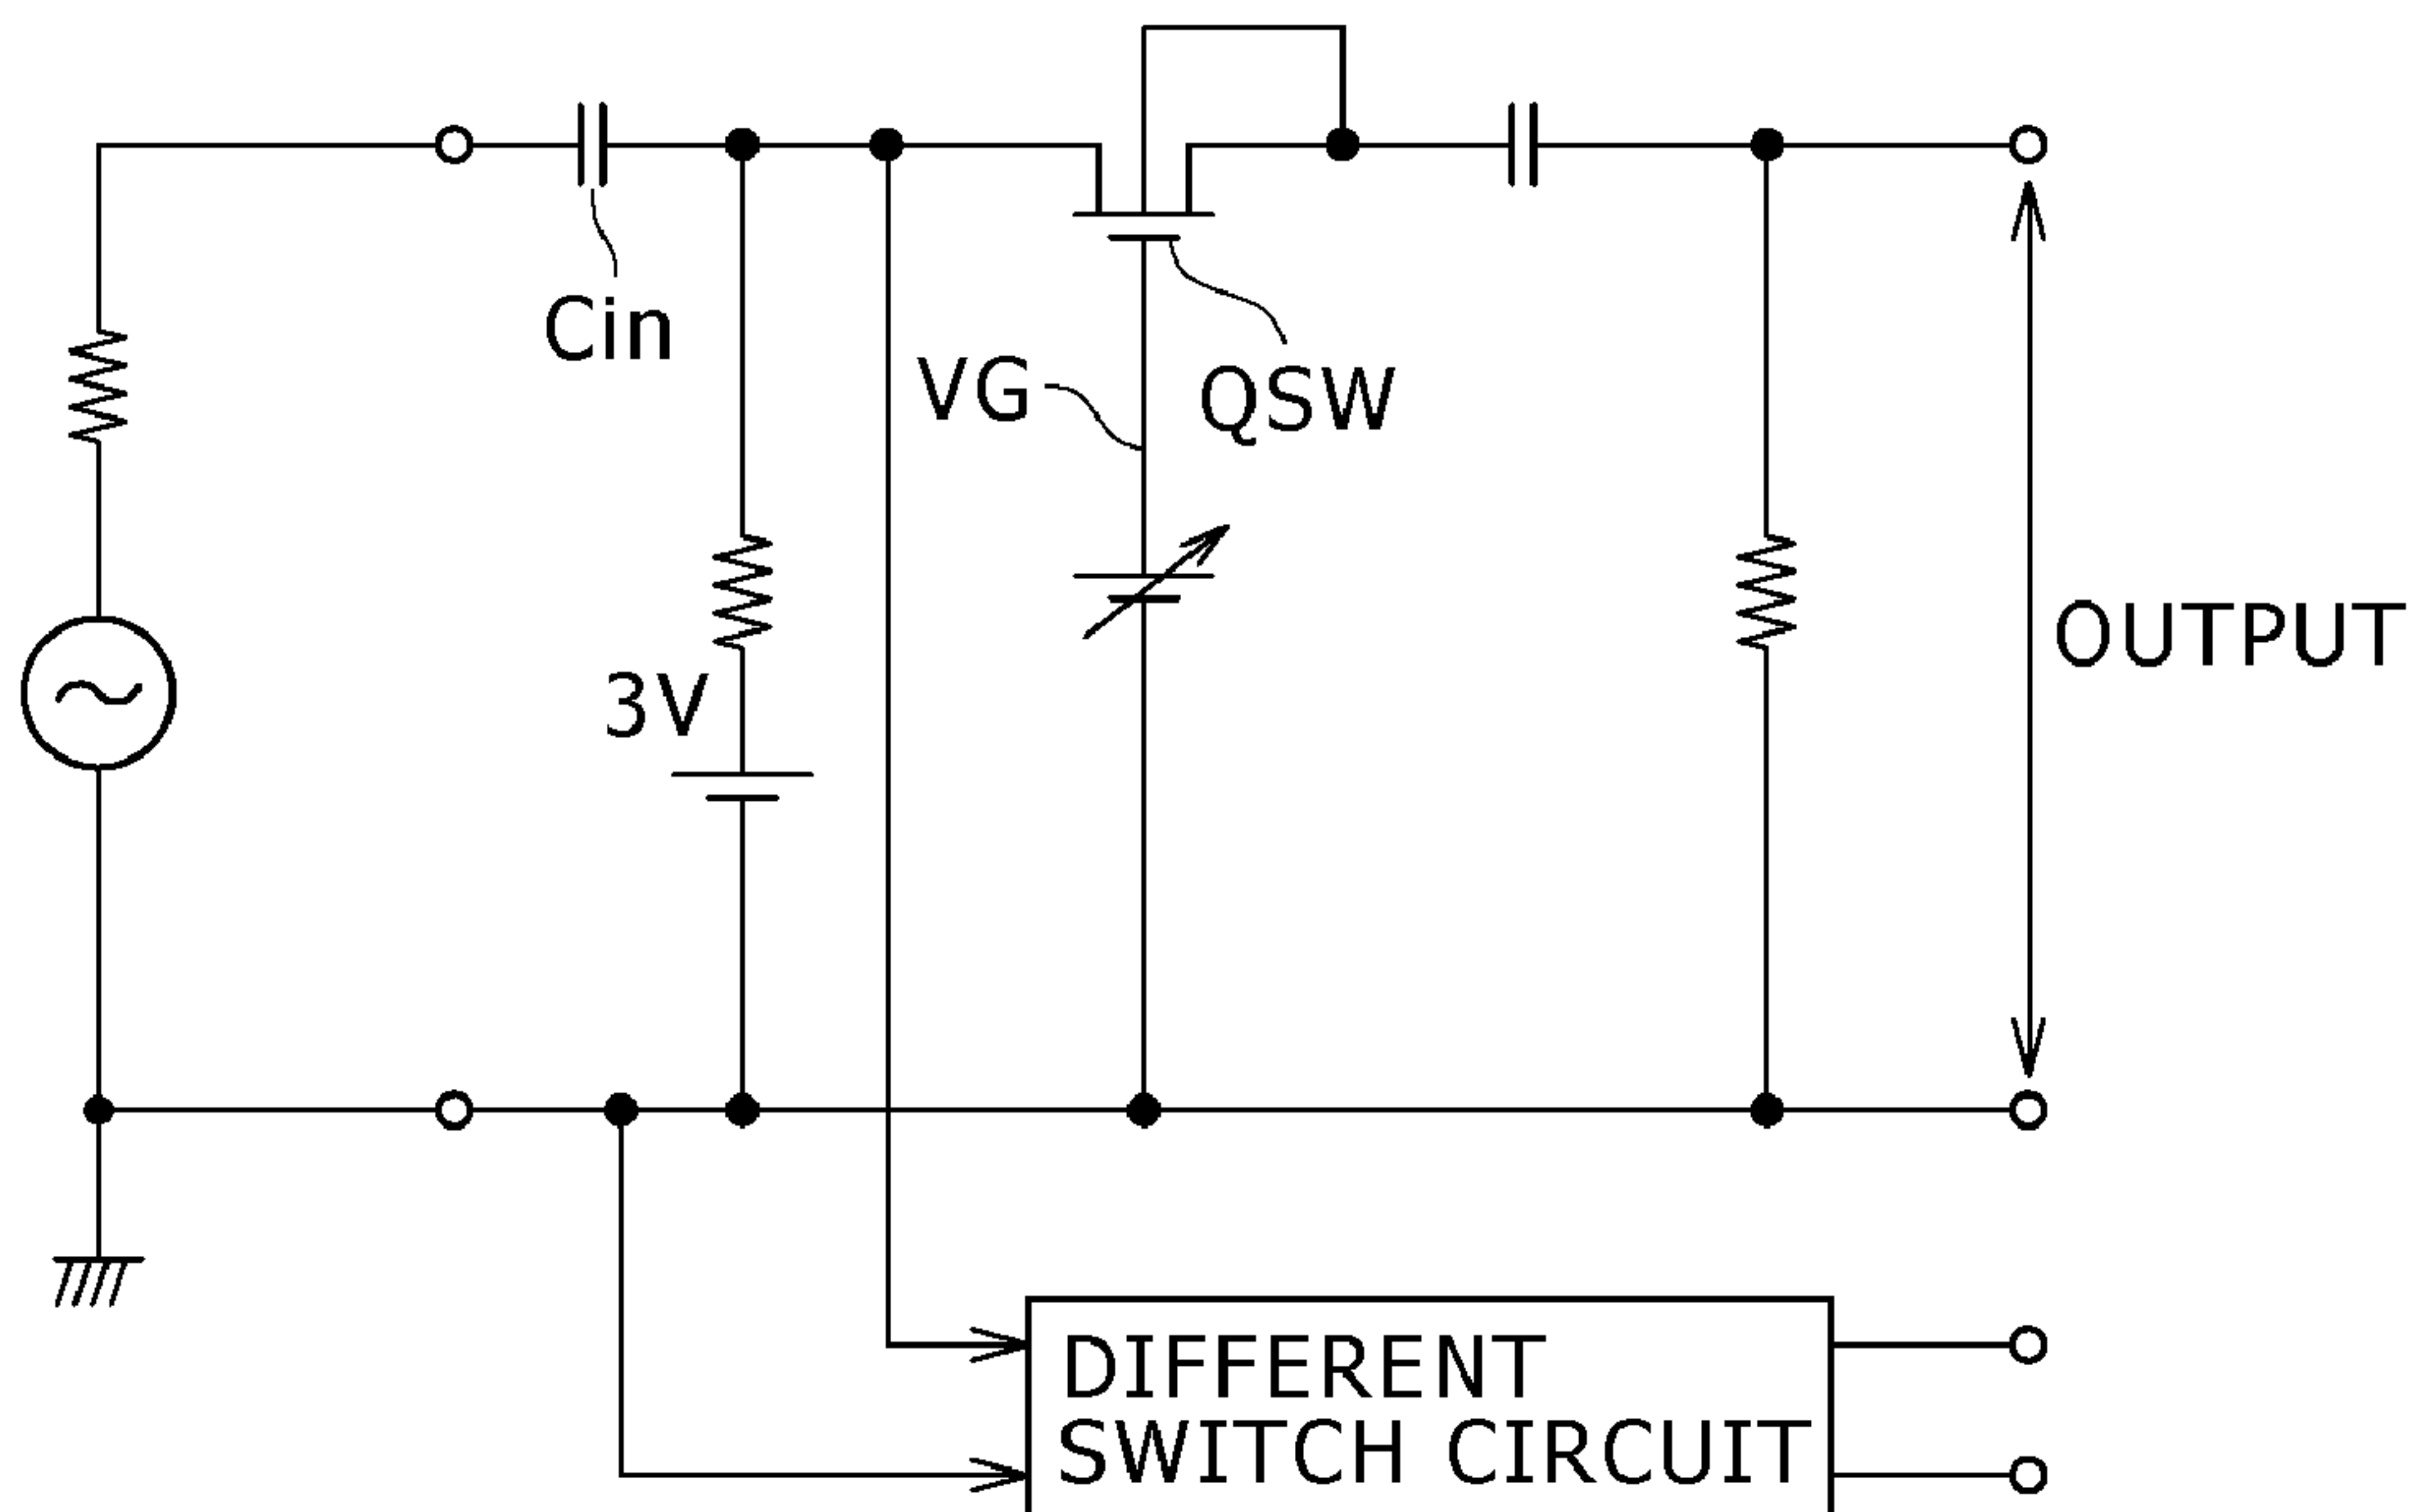 Cin
VG
QSW
3V
OUTPUT
DIFFERENT
SWITCH CIRCUIT